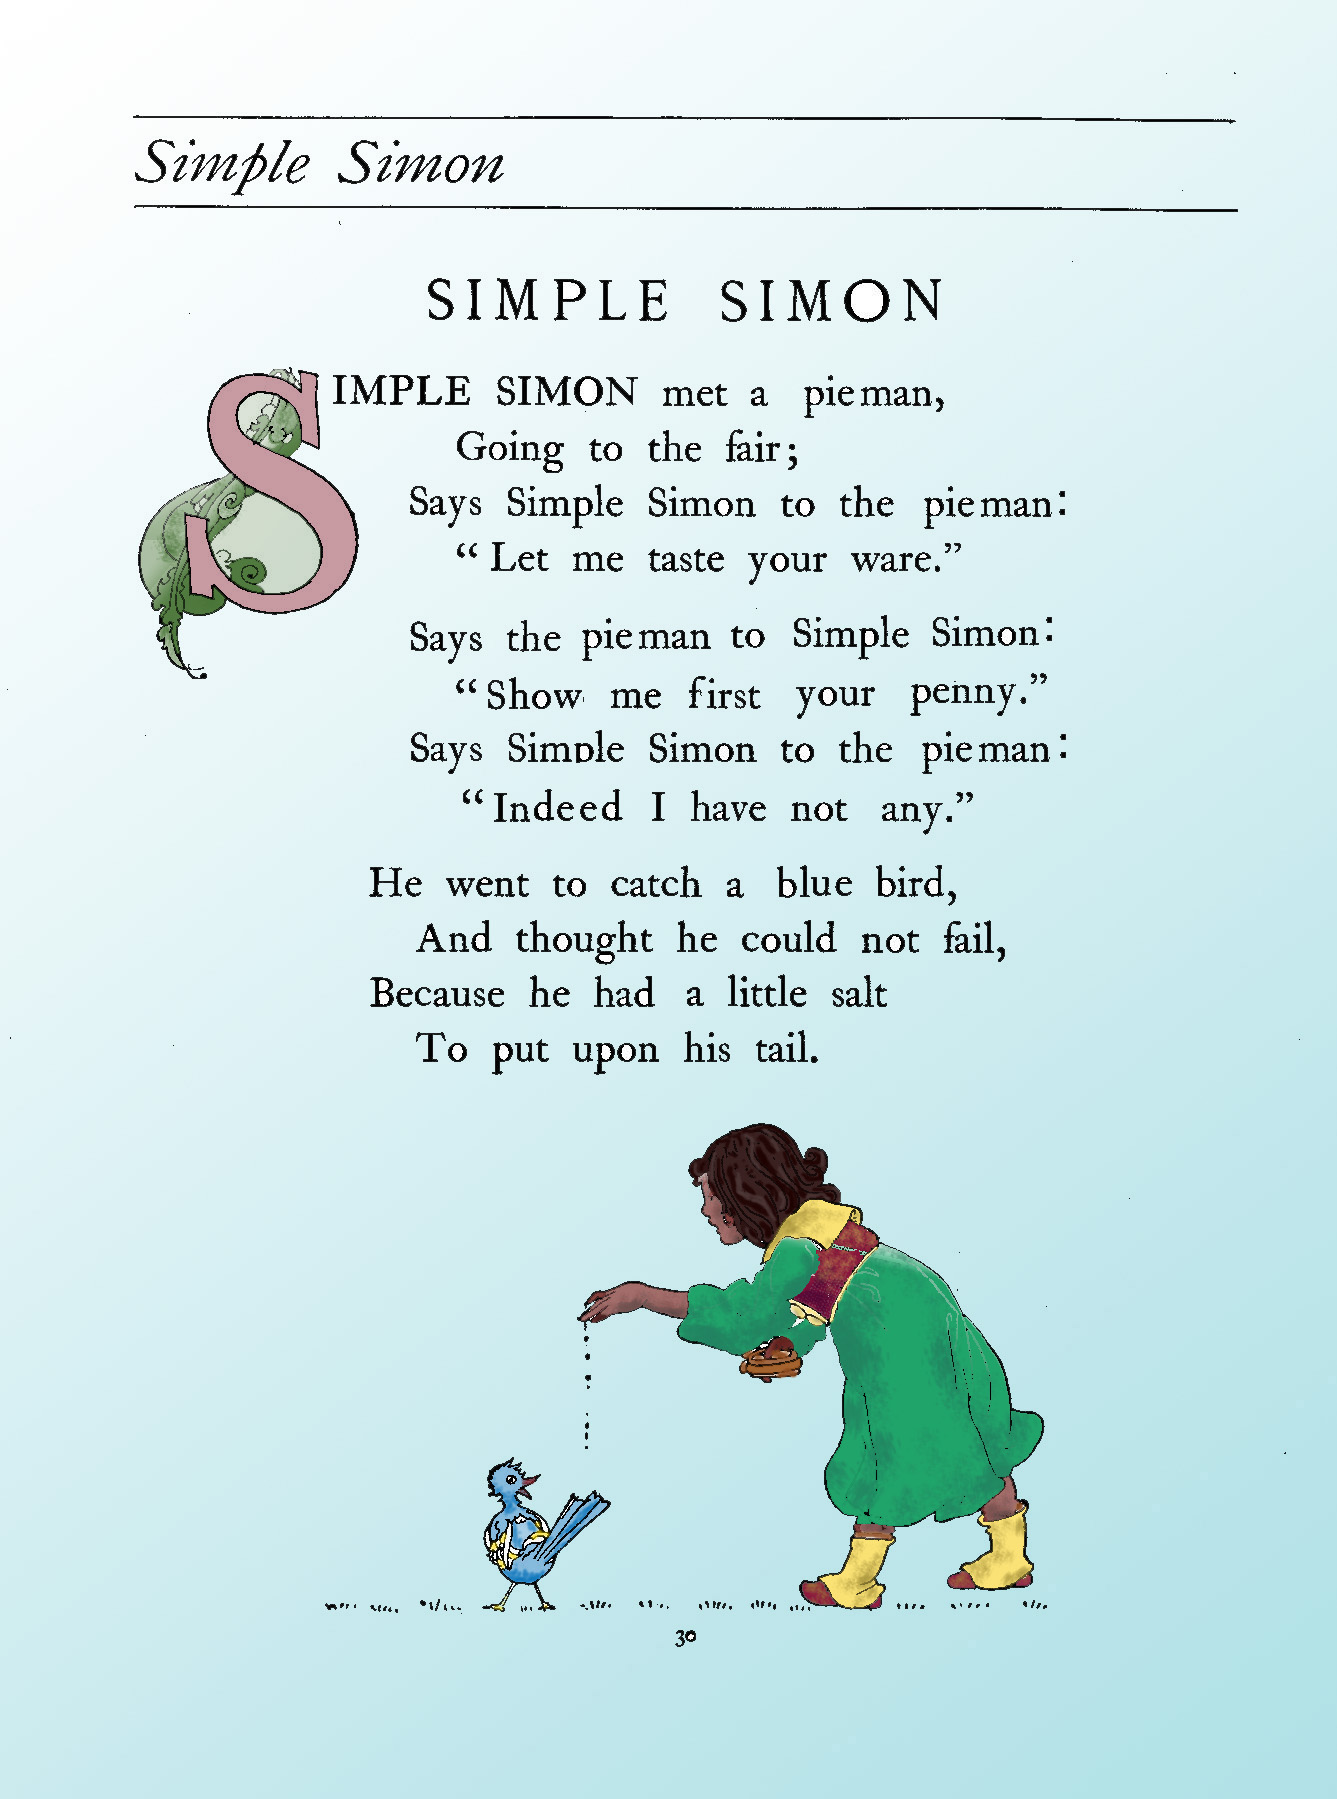 Simple Simon
SIMPLE SIMON
SIMPLE SIMON met a pieman,
Going to the fair;
Says Simple Simon to the pieman:
“ Let me taste your ware.”
Says the pieman to Simple Simon:
“ Show me first your penny.”
Says Simple Simon to the pieman:
“ Indeed I have not any.”
He went to catch a blue bird,
And thought he could not fail,
Because he had a little salt
To put upon his tail.
30